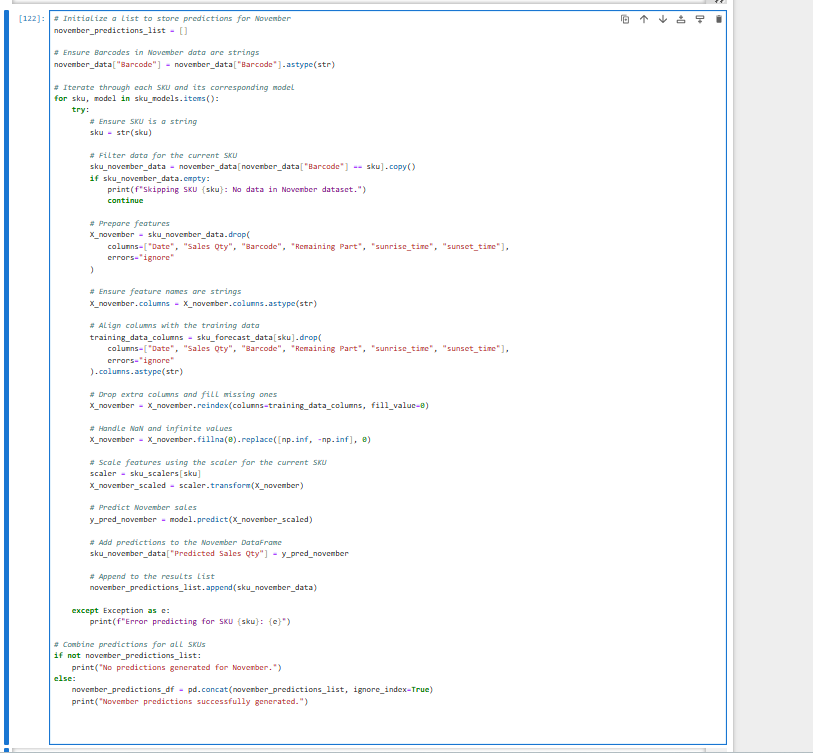 [122]:
# Initialize a list to store predictions for November
november_predictions_list = []
# Ensure Barcodes in November data are strings
november_data["Barcode"] = november_data["Barcode"].astype(str)
# Iterate through each SKU and its corresponding model
for sku, model in sku_models.items():
    try:
        # Ensure SKU is a string
        sku = str(sku)
        # Filter data for the current SKU
        sku_november_data = november_data[november_data["Barcode"] == sku].copy()
        if sku_november_data.empty:
            print(f"Skipping SKU {sku}: No data in November dataset.")
            continue
        # Prepare features
        X_november = sku_november_data.drop(
            columns=["Date", "Sales Qty", "Barcode", "Remaining Part", "sunrise_time", "sunset_time"],
            errors="ignore"
        )
        # Ensure feature names are strings
        X_november.columns = X_november.columns.astype(str)
        # Align columns with the training data
        training_data_columns = sku_forecast_data[sku].drop(
            columns=["Date", "Sales Qty", "Barcode", "Remaining Part", "sunrise_time", "sunset_time"],
            errors="ignore"
        ).columns.astype(str)
        # Drop extra columns and fill missing ones
        X_november = X_november.reindex(columns=training_data_columns, fill_value=0)
        # Handle NaN and infinite values
        X_november = X_november.fillna(0).replace([np.inf, -np.inf], 0)
        # Scale features using the scaler for the current SKU
        scaler = sku_scalers[sku]
        X_november_scaled = scaler.transform(X_november)
        # Predict November sales
        y_pred_november = model.predict(X_november_scaled)
        # Add predictions to the November DataFrame
        sku_november_data["Predicted Sales Qty"] = y_pred_november
        # Append to the results list
        november_predictions_list.append(sku_november_data)
    except Exception as e:
        print(f"Error predicting for SKU {sku}: {e}")
# Combine predictions for all SKUs
if not november_predictions_list:
    print("No predictions generated for November.")
else:
    november_predictions_df = pd.concat(november_predictions_list, ignore_index=True)
    print("November predictions successfully generated.")